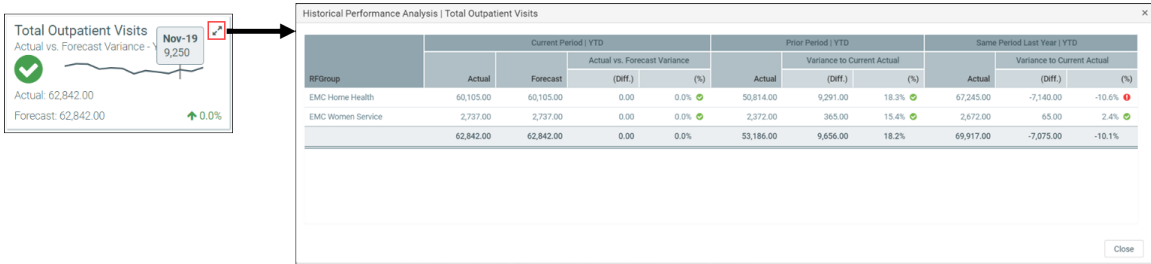 Total Outpatient Visits
Actual vs. Forecast Variance - Y
Nov-19
9,250
Actual: 62,842.00
Forecast: 62,842.00 0.0%
Historical Performance Analysis | Total Outpatient Visits ×
Current Period | YTD Prior Period | YTD Same Period Last Year | YTD
Actual vs. Forecast Variance Variance to Current Actual Variance to Current Actual
RFGroup Actual Forecast (Diff.) (%) Actual (Diff.) (%) Actual (Diff.) (%)
EMC Home Health 60,105.00 60,105.00 0.00 0.0% 50,814.00 9,291.00 18.3% 67,245.00 -7,140.00 -10.6%
EMC Women Service 2,737.00 2,737.00 0.00 0.0% 2,372.00 365.00 15.4% 2,672.00 65.00 2.4%
62,842.00 62,842.00 0.00 0.0% 53,186.00 9,656.00 18.2% 69,917.00 -7,075.00 -10.1%
Close